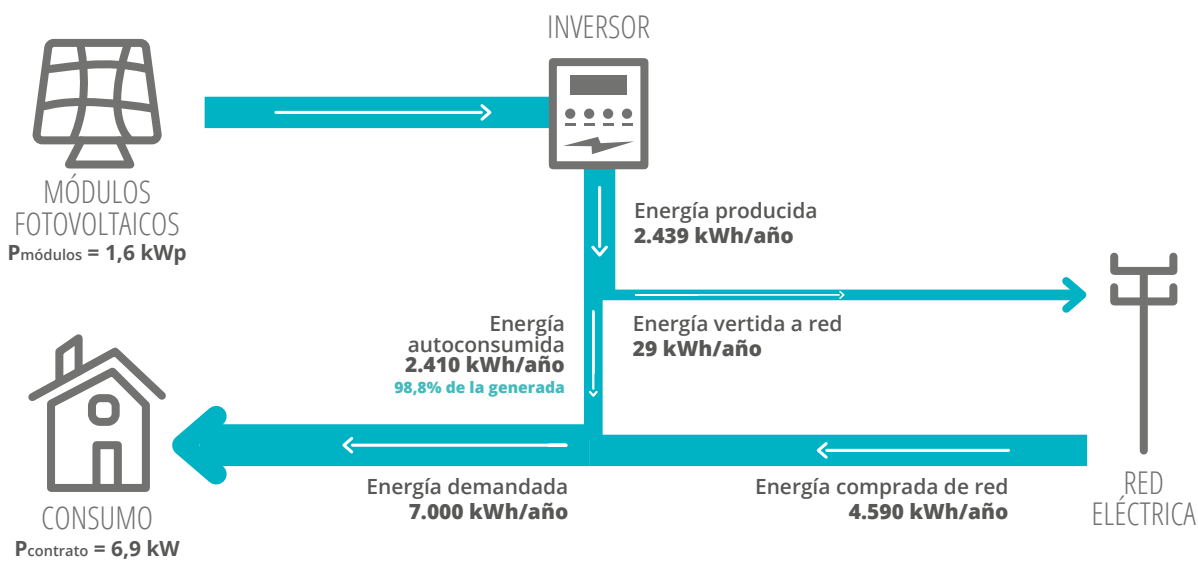 INVERSOR
MÓDULOS
FOTOVOLTAICOS
Pmódulos = 1,6 kWp
Energía producida
2.439 kWh/año
Energía vertida a red
29 kWh/año
Energía
autoconsumida
2.410 kWh/año
98,8% de la generada
Energía demandada
7.000 kWh/año
Energía comprada de red
4.590 kWh/año
RED
ELÉCTRICA
CONSUMO
Pcontrato = 6,9 kW